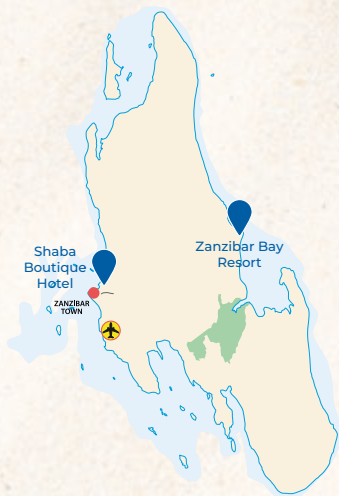 Shaba
Boutique
Hotel
ZANZIBAR
TOWN
Zanzibar Bay
Resort